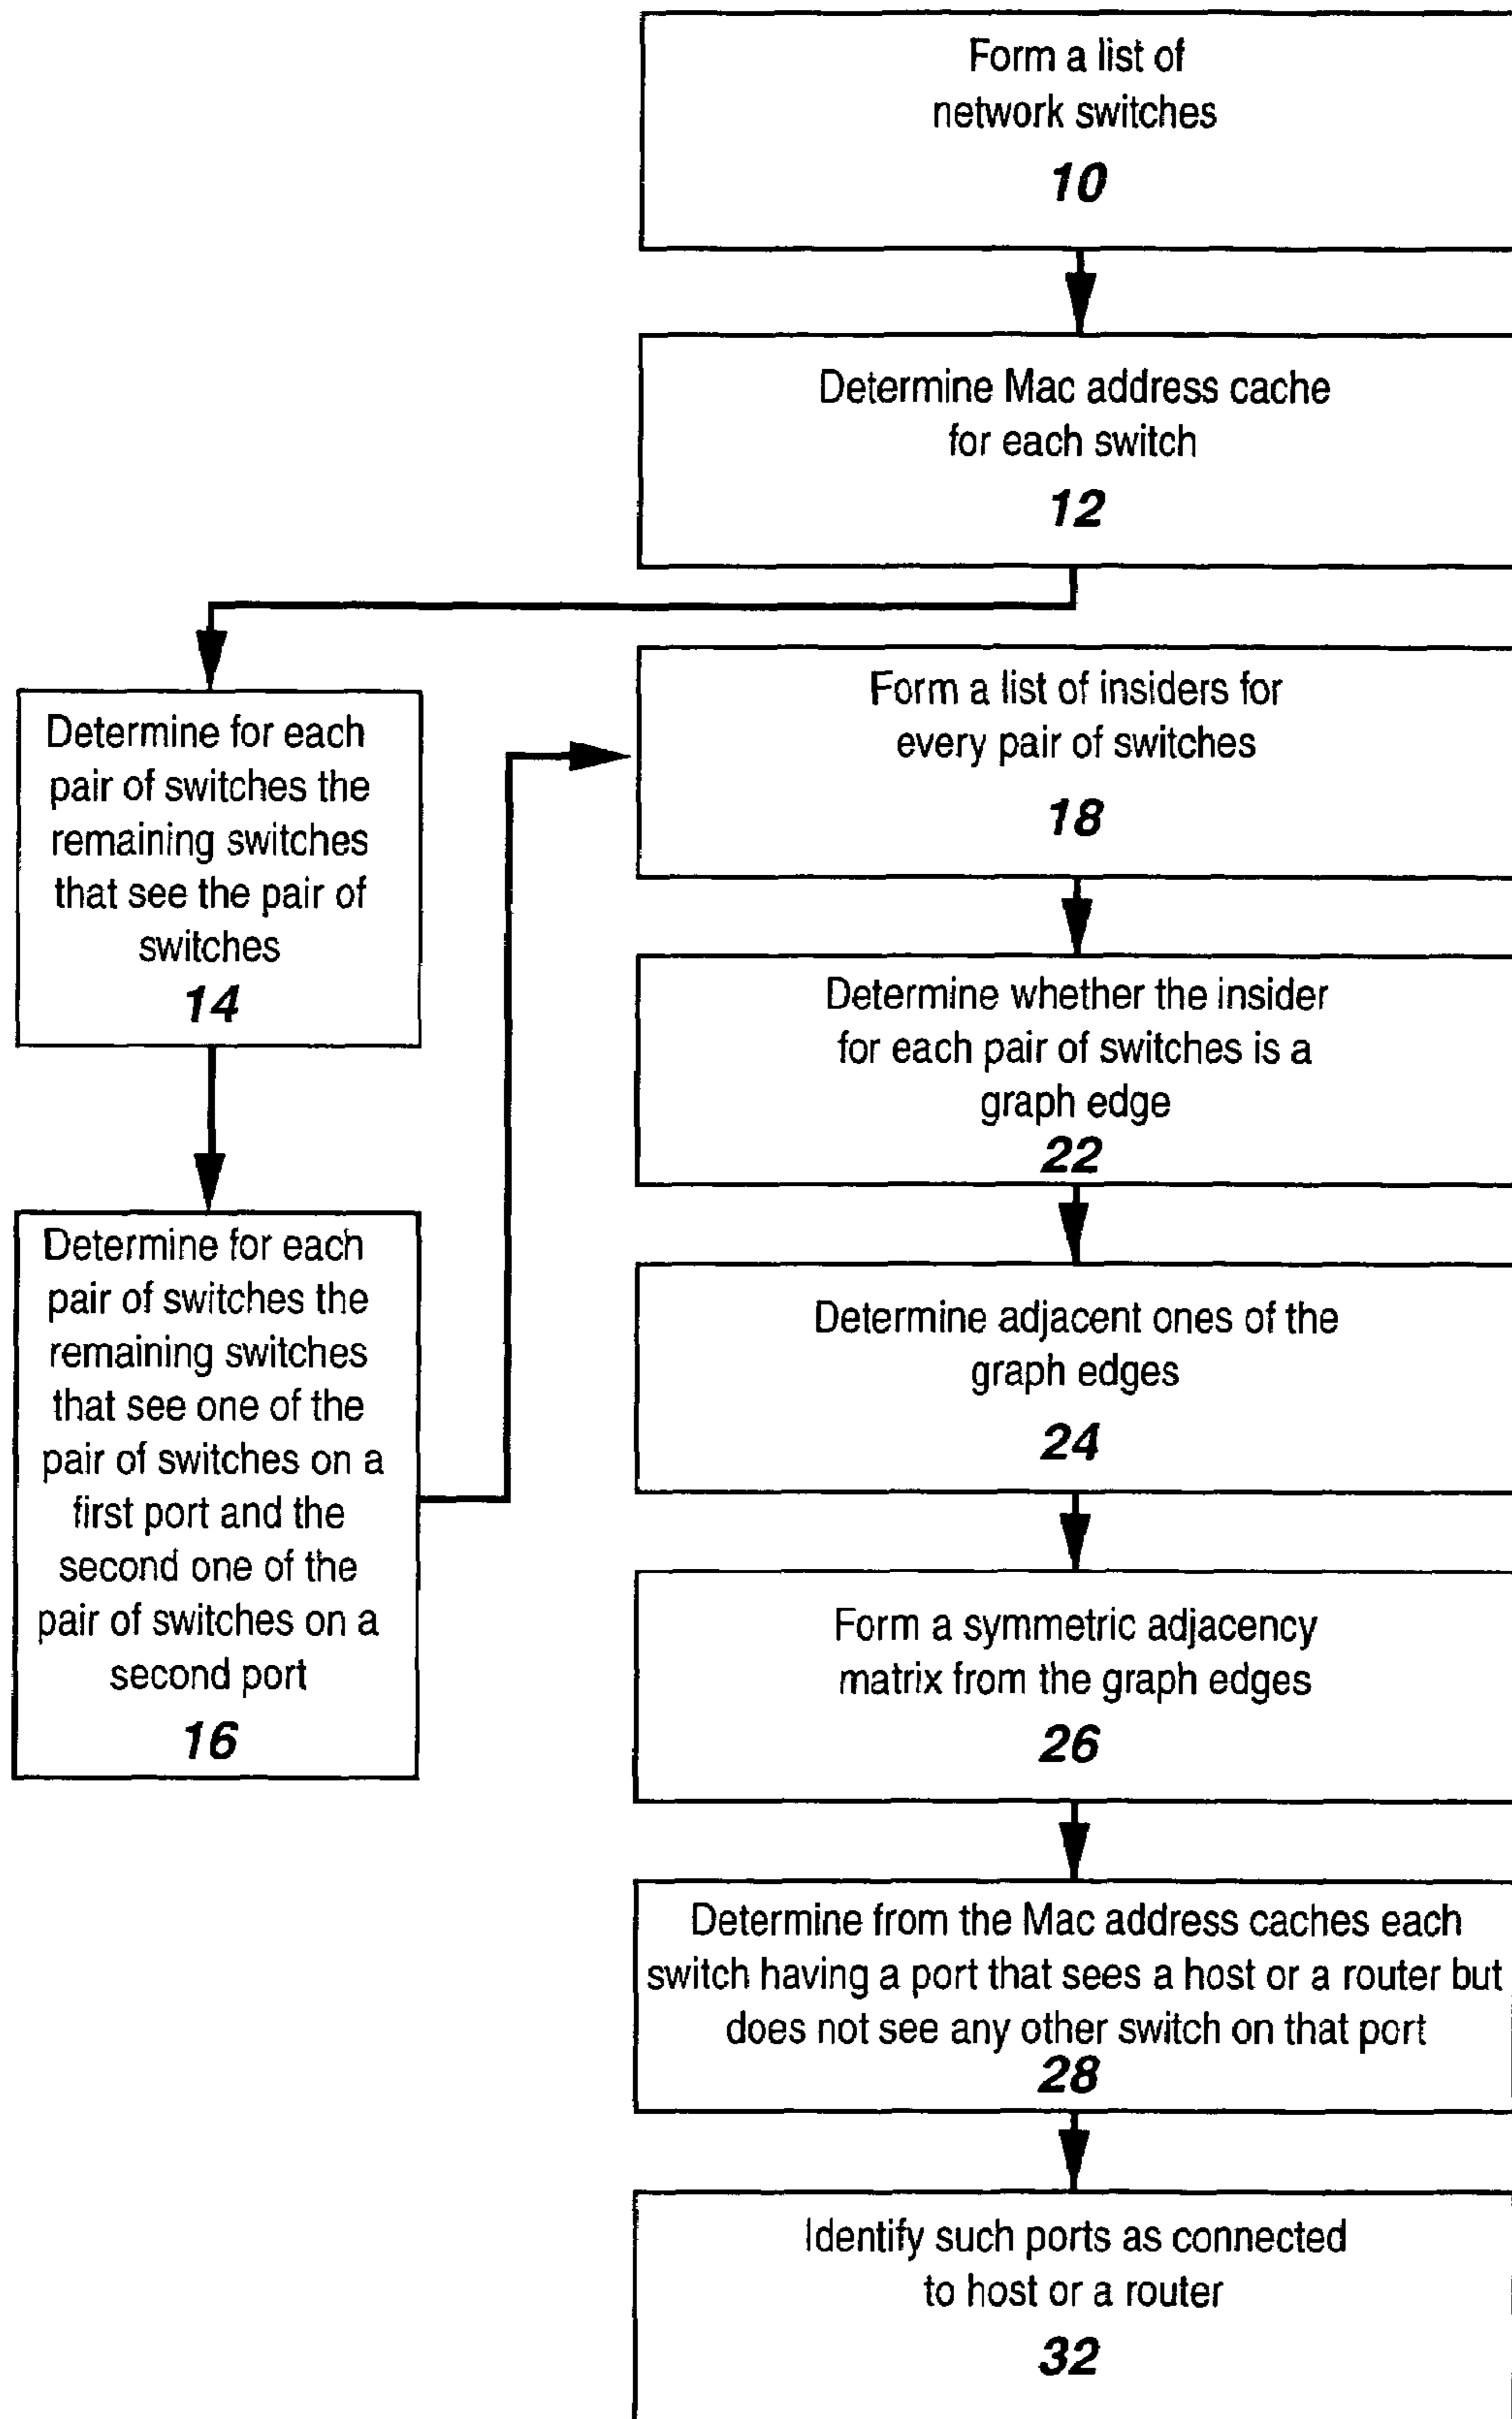 Form a list of
network switches
10
Determine Mac address cache
for each switch
12
Determine for each
pair of switches the
remaining switches
that see the pair of
switches
14
Determine for each
pair of switches the
remaining switches
that see one of the
pair of switches on a
first port and the
second one of the
pair of switches on a
second port
16
Form a list of insiders for
every pair of switches
18
Determine whether the insider
for each pair of switches is a
graph edge
22
Determine adjacent ones of the
graph edges
24
Form a symmetric adjacency
matrix from the graph edges
26
Determine from the Mac address caches each
switch having a port that sees a host or a router but
does not see any other switch on that port
28
Identify such ports as connected
to host or a router
32